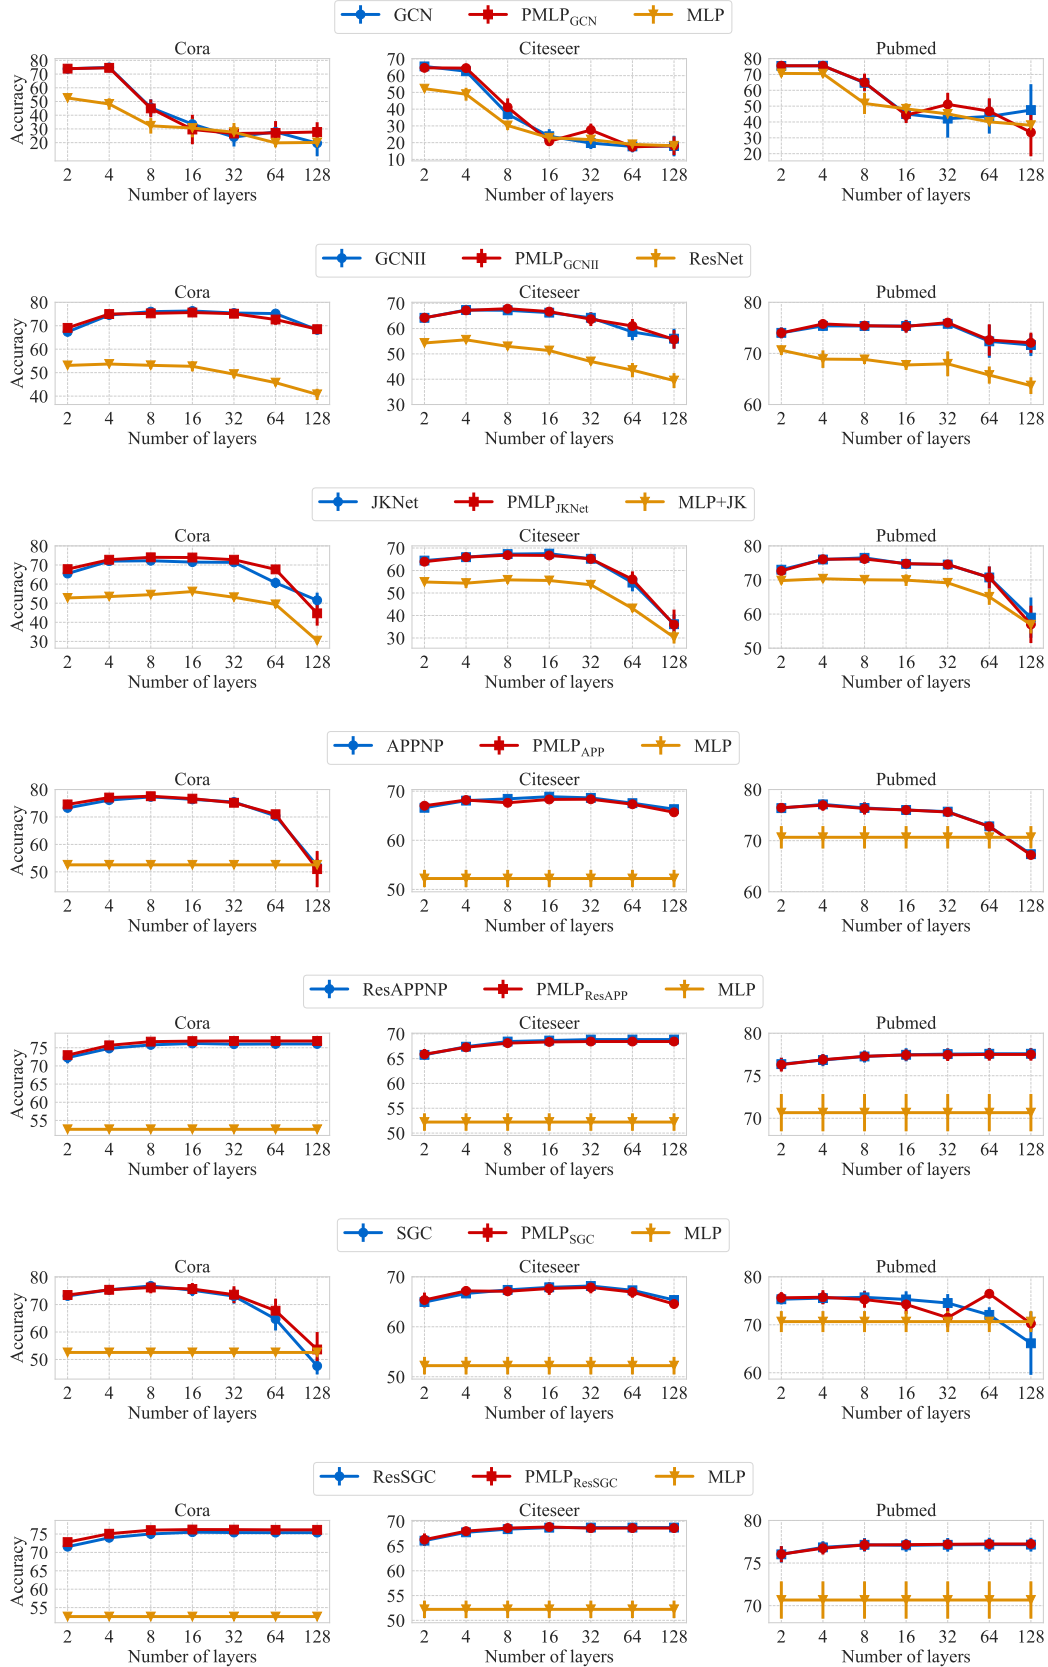 GCN PMLP_GCN MLP
Cora Citeseer Pubmed
Accuracy
80 70 60 50 40 30 20
70 60 50 40 30 20 10
80 70 60 50 40 30 20
2 4 8 16 32 64 128 2 4 8 16 32 64 128 2 4 8 16 32 64 128
Number of layers Number of layers Number of layers
GCNII PMLP_GCNII ResNet
Cora Citeseer Pubmed
Accuracy
80 70 60 50 40
70 60 50 40 30
80 70 60
2 4 8 16 32 64 128 2 4 8 16 32 64 128 2 4 8 16 32 64 128
Number of layers Number of layers Number of layers
JKNet PMLP_JKNet MLP+JK
Cora Citeseer Pubmed
Accuracy
80 70 60 50 40 30
70 60 50 40 30
80 70 60 50
2 4 8 16 32 64 128 2 4 8 16 32 64 128 2 4 8 16 32 64 128
Number of layers Number of layers Number of layers
APPNP PMLP_APP MLP
Cora Citeseer Pubmed
Accuracy
80 70 60 50
70 60 50
80 70 60
2 4 8 16 32 64 128 2 4 8 16 32 64 128 2 4 8 16 32 64 128
Number of layers Number of layers Number of layers
ResAPPNP PMLP_ResAPP MLP
Cora Citeseer Pubmed
Accuracy
75 70 65 60 55
70 65 60 55 50
80 75 70
2 4 8 16 32 64 128 2 4 8 16 32 64 128 2 4 8 16 32 64 128
Number of layers Number of layers Number of layers
SGC PMLP_SGC MLP
Cora Citeseer Pubmed
Accuracy
80 70 60 50
70 60 50
80 70 60
2 4 8 16 32 64 128 2 4 8 16 32 64 128 2 4 8 16 32 64 128
Number of layers Number of layers Number of layers
ResSGC PMLP_ResSGC MLP
Cora Citeseer Pubmed
Accuracy
75 70 65 60 55
70 65 60 55 50
80 75 70
2 4 8 16 32 64 128 2 4 8 16 32 64 128 2 4 8 16 32 64 128
Number of layers Number of layers Number of layers